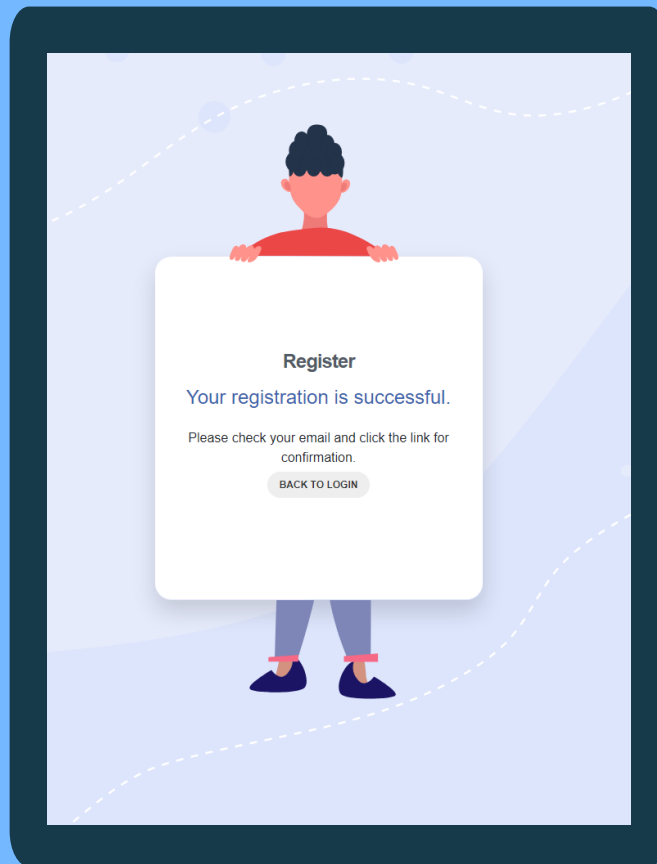 Register
Your registration is successful.
Please check your email and click the link for
confirmation.
BACK TO LOGIN